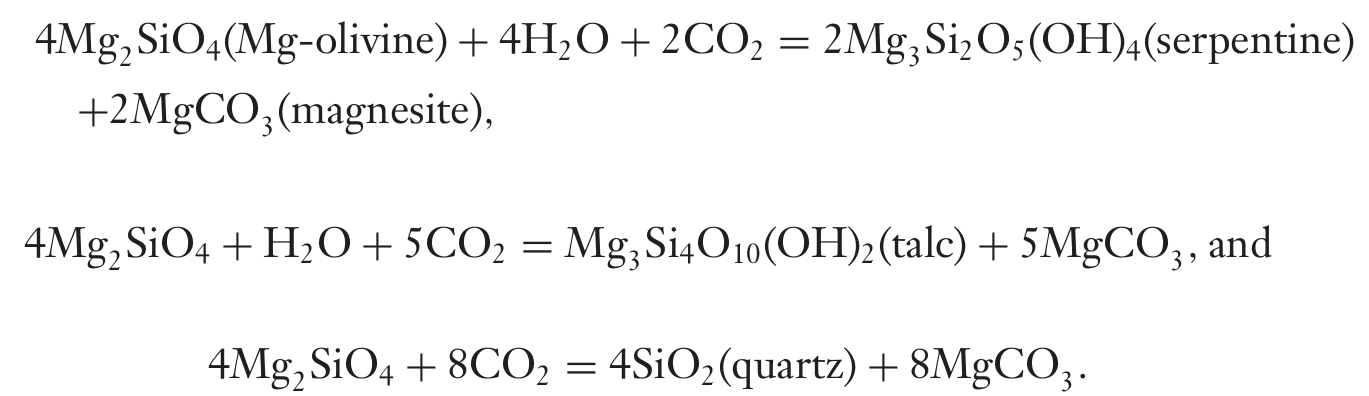 4Mg₂SiO₄(Mg-olivine) + 4H₂O + 2CO₂ = 2Mg₃Si₂O₅(OH)₄(serpentine)
+2MgCO₃(magnesite),
4Mg₂SiO₄ + H₂O + 5CO₂ = Mg₃Si₄O₁₀(OH)₂(talc) + 5MgCO₃, and
4Mg₂SiO₄ + 8CO₂ = 4SiO₂(quartz) + 8MgCO₃.